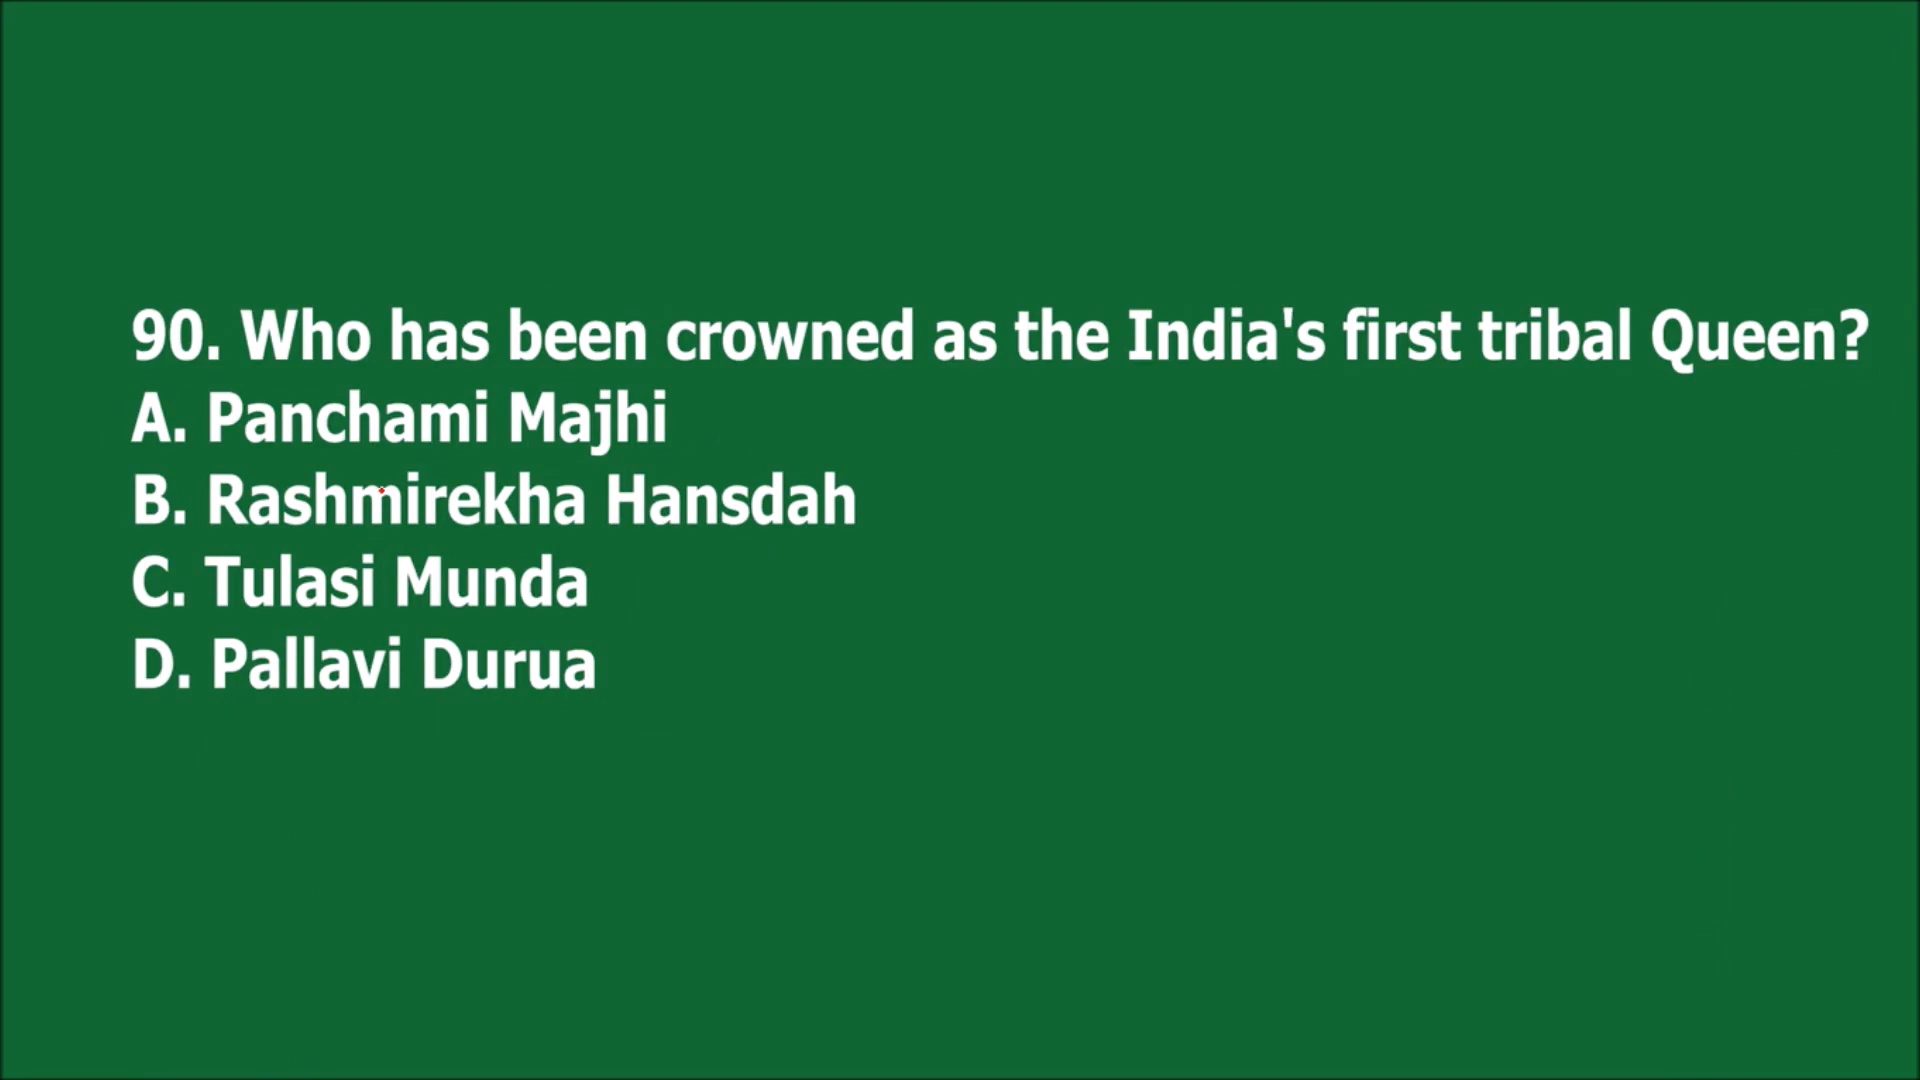 90. Who has been crowned as the India's first tribal Queen?
A. Panchami Majhi
B. Rashmirekha Hansdah
C. Tulasi Munda
D. Pallavi Durua